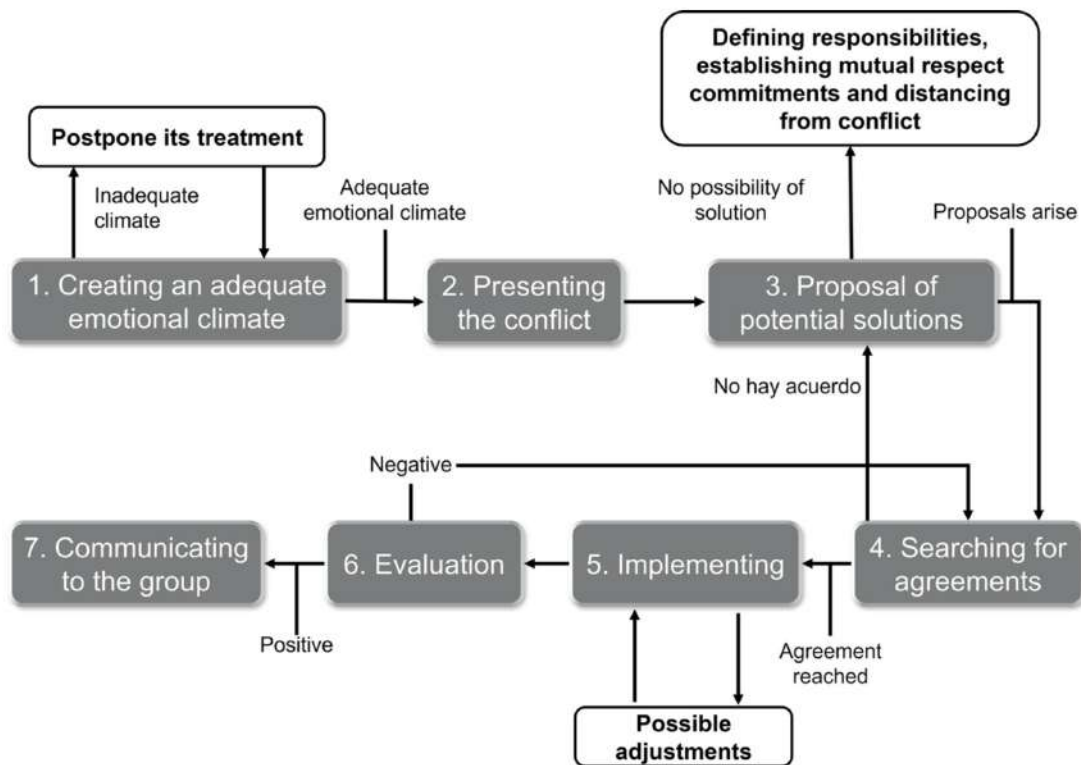 Defining responsibilities,
establishing mutual respect
commitments and distancing
from conflict
Postpone its treatment
Inadequate
climate
Adequate
emotional climate
No possibility of
solution
Proposals arise
1. Creating an adequate
emotional climate
2. Presenting
the conflict
3. Proposal of
potential solutions
No hay acuerdo
Negative
7. Communicating
to the group
6. Evaluation
5. Implementing
4. Searching for
agreements
Positive
Agreement
reached
Possible
adjustments